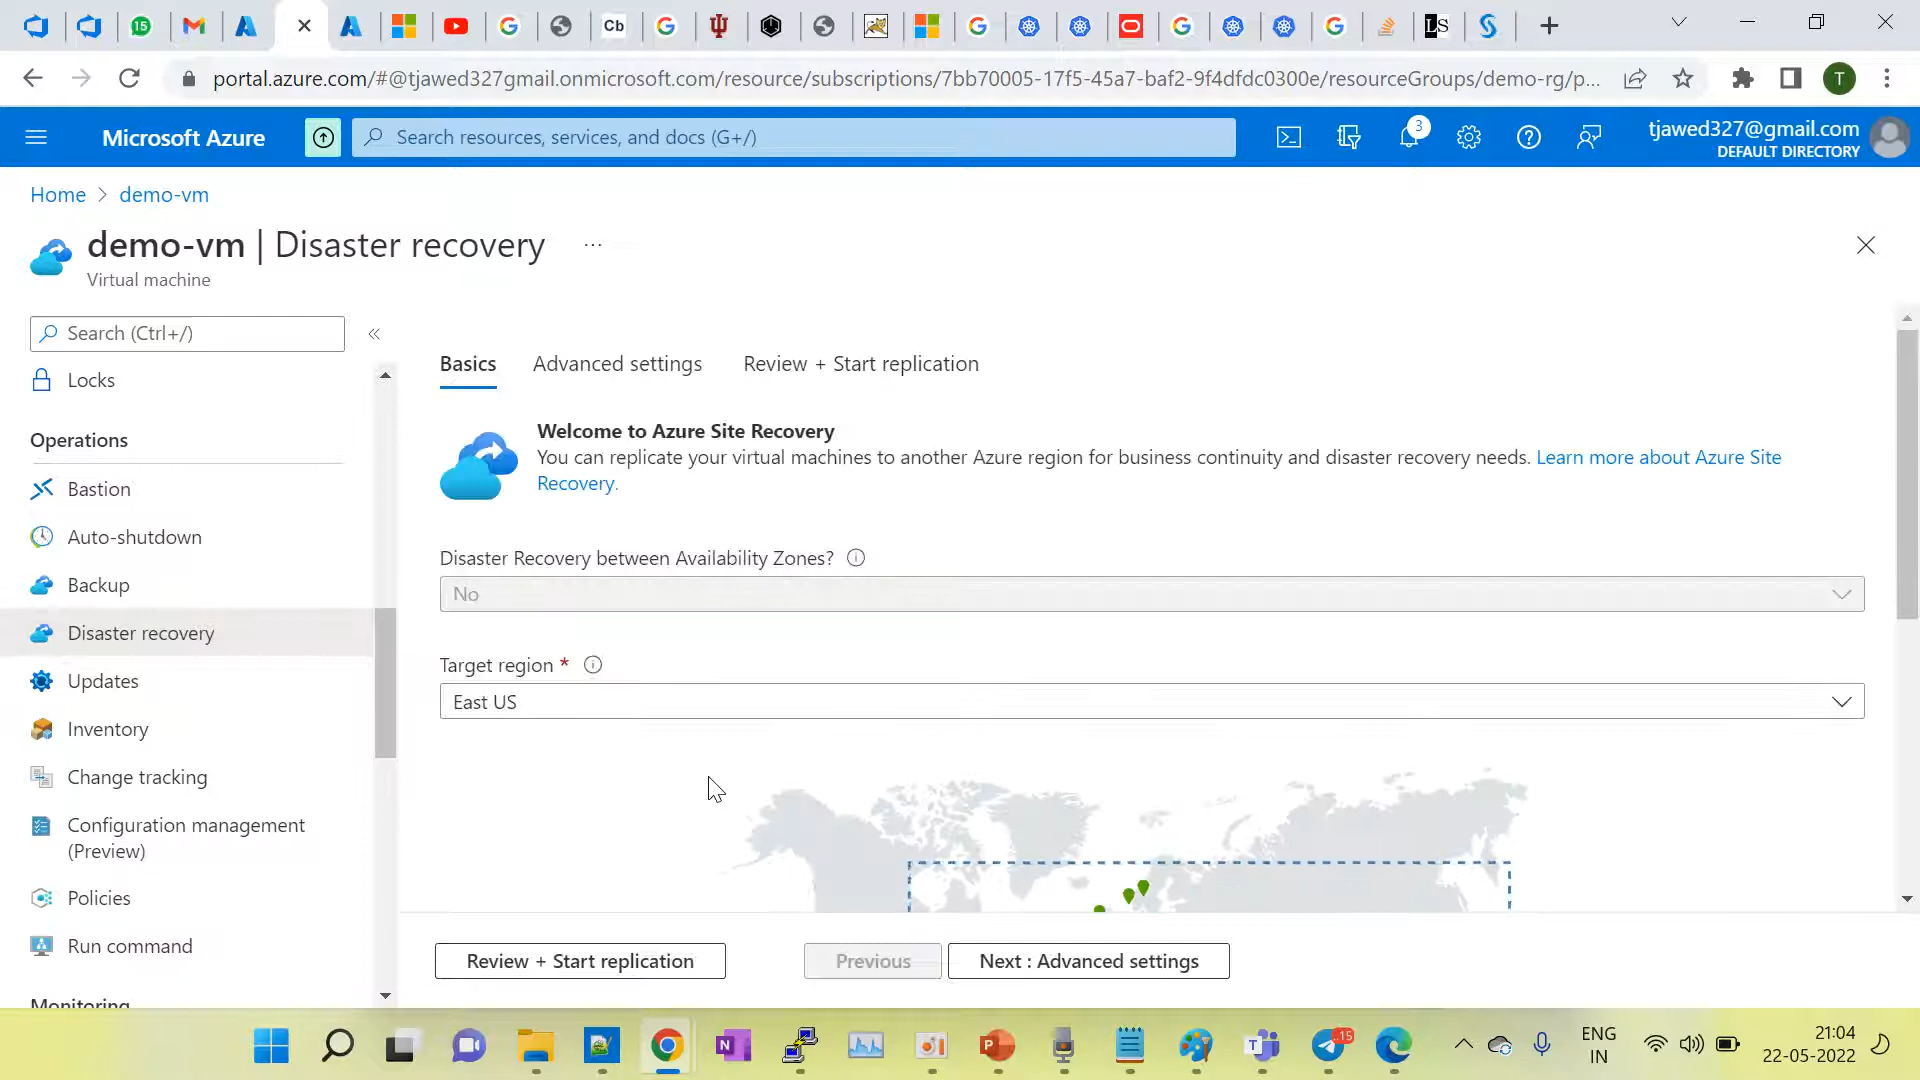 15
Cb
LS
portal.azure.com/#@tjawed327gmail.onmicrosoft.com/resource/subscriptions/7bb70005-17f5-45a7-baf2-9f4dfdc0300e/resourceGroups/demo-rg/p...
T
Microsoft Azure
Search resources, services, and docs (G+/)
3
tjawed327@gmail.com
DEFAULT DIRECTORY
Home > demo-vm
demo-vm | Disaster recovery ...
Virtual machine
Search (Ctrl+/)
«
Locks
Operations
Bastion
Auto-shutdown
Backup
Disaster recovery
Updates
Inventory
Change tracking
Configuration management
(Preview)
Policies
Run command
Monitoring
Basics
Advanced settings
Review + Start replication
Welcome to Azure Site Recovery
You can replicate your virtual machines to another Azure region for business continuity and disaster recovery needs. Learn more about Azure Site
Recovery.
Disaster Recovery between Availability Zones?
No
Target region *
East US
Review + Start replication
Previous
Next : Advanced settings
15
ENG
IN
21:04
22-05-2022